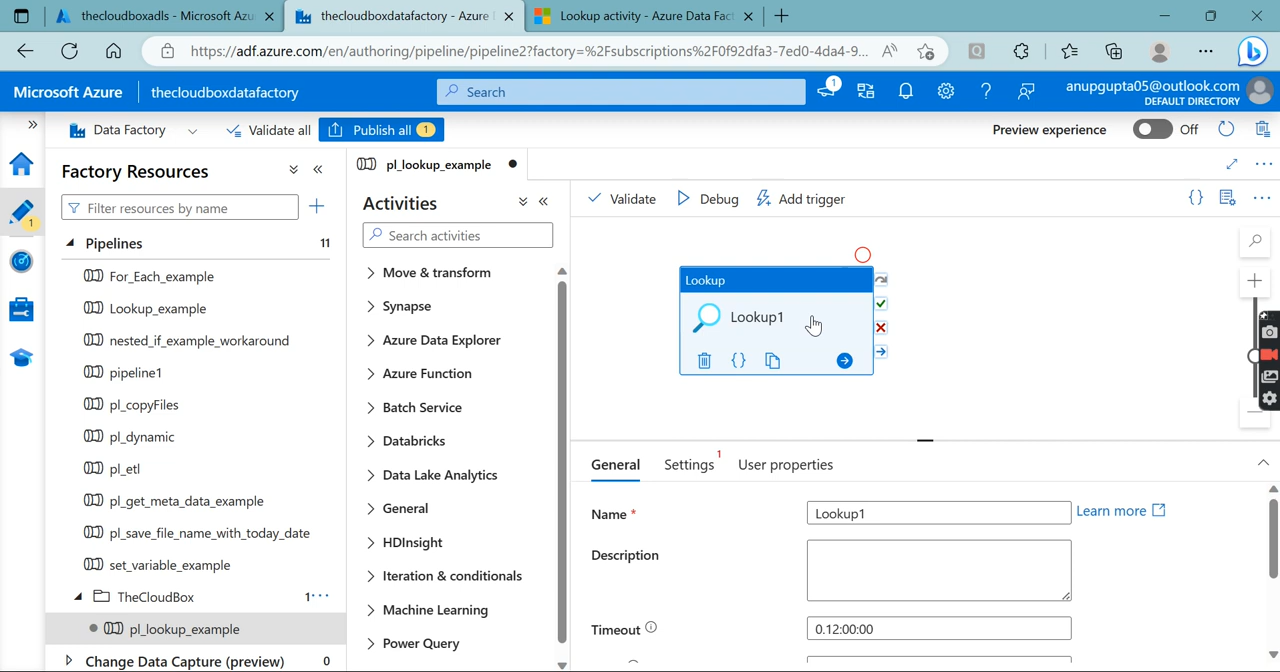 thecloudboxadls - Microsoft Azu
thecloudboxdatafactory - Azure
Lookup activity - Azure Data Fac
https://adf.azure.com/en/authoring/pipeline/pipeline2?factory=%2Fsubscriptions%2F0f92dfa3-7ed0-4da4-9...
Microsoft Azure
thecloudboxdatafactory
Search
1
anupgupta05@outlook.com
DEFAULT DIRECTORY
Data Factory
Validate all
Publish all 1
Preview experience
Off
Factory Resources
Filter resources by name
1
Pipelines 11
For_Each_example
Lookup_example
nested_if_example_workaround
pipeline1
pl_copyFiles
pl_dynamic
pl_etl
pl_get_meta_data_example
pl_save_file_name_with_today_date
set_variable_example
TheCloudBox 1
pl_lookup_example
Change Data Capture (preview) 0
pl_lookup_example
Activities
Search activities
Move & transform
Synapse
Azure Data Explorer
Azure Function
Batch Service
Databricks
Data Lake Analytics
General
HDInsight
Iteration & conditionals
Machine Learning
Power Query
Validate
Debug
Add trigger
Lookup
Lookup1
General
Settings 1
User properties
Name *
Lookup1
Learn more
Description
Timeout
0.12:00:00